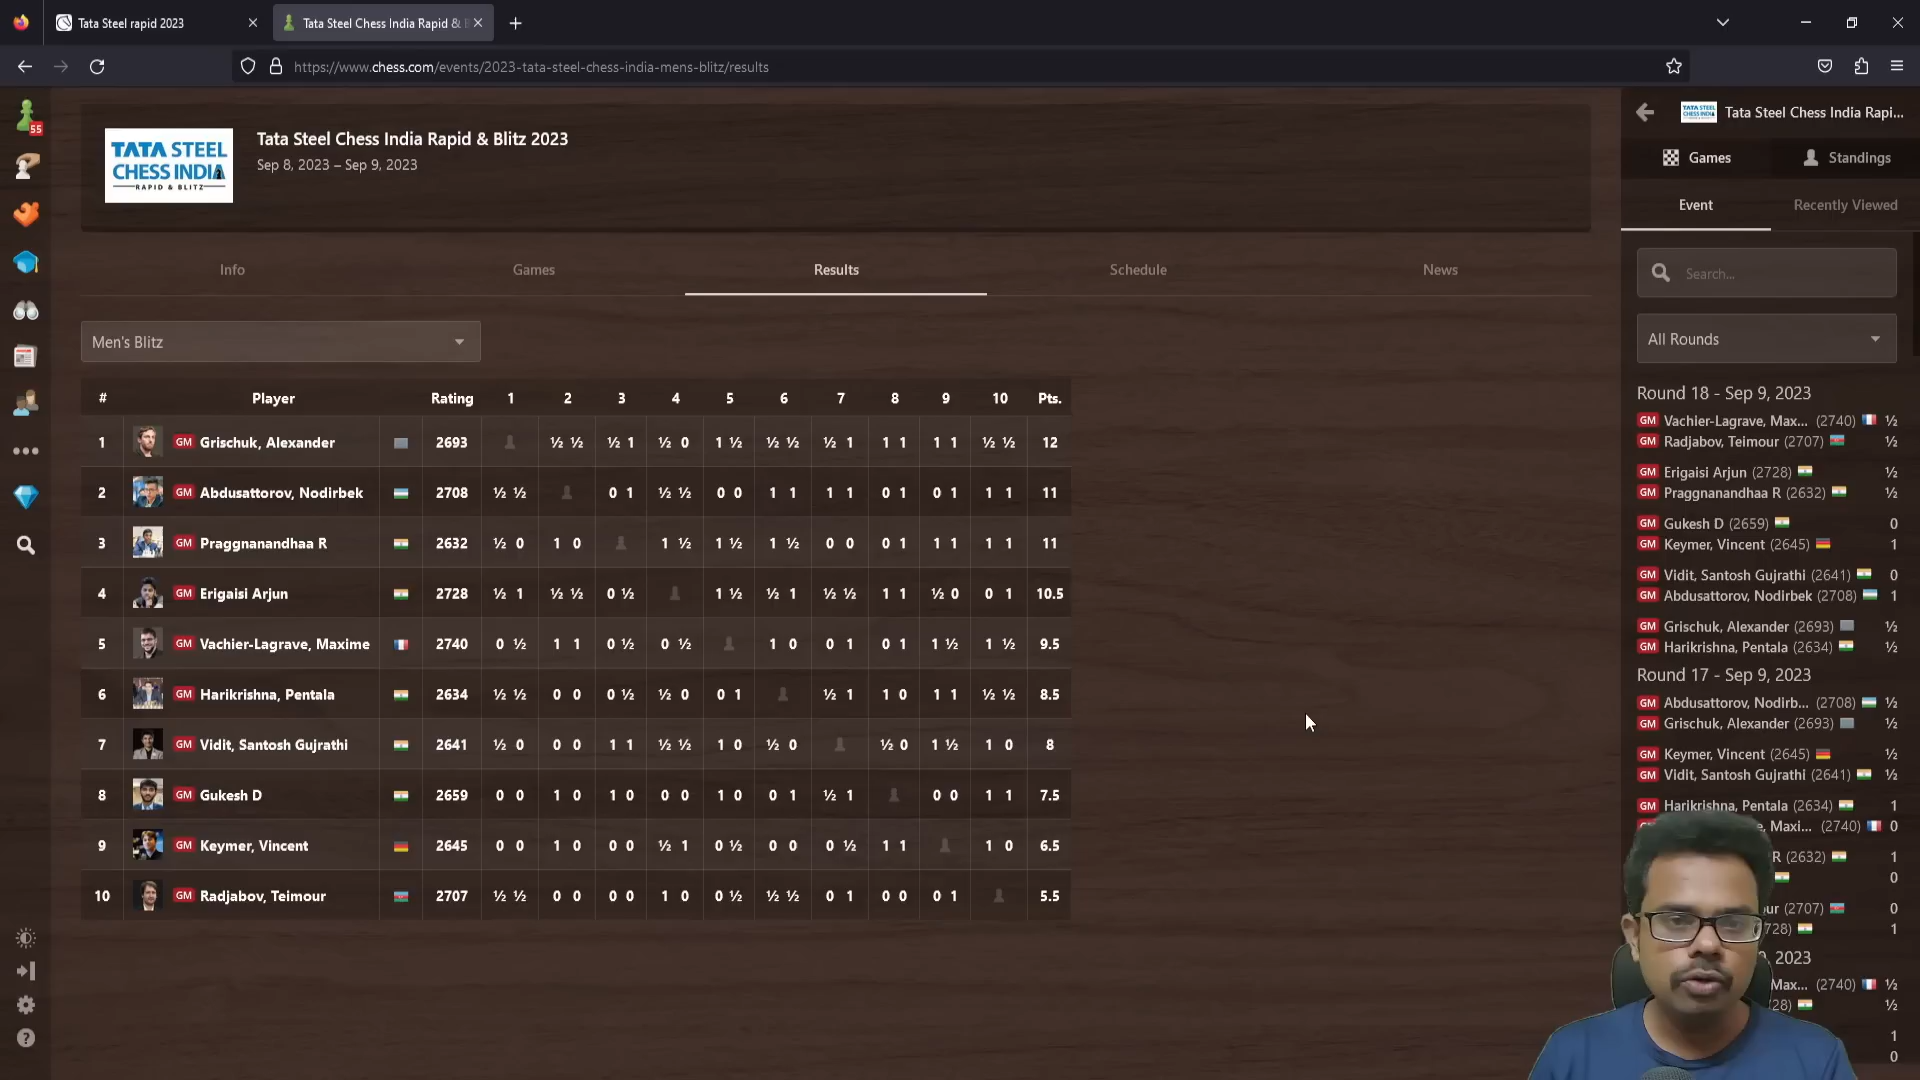 Tata Steel rapid 2023
Tata Steel Chess India Rapid &
https://www.chess.com/events/2023-tata-steel-chess-india-mens-blitz/results
55
TATA STEEL
CHESS INDIA
RAPID & BLITZ
Tata Steel Chess India Rapid & Blitz 2023
Sep 8, 2023 – Sep 9, 2023
Info Games Results Schedule News
Men's Blitz
# Player Rating 1 2 3 4 5 6 7 8 9 10 Pts.
1 GM Grischuk, Alexander 2693 ½ ½ ½ 1 ½ 0 1 ½ ½ ½ ½ 1 1 1 1 1 ½ ½ 12
2 GM Abdusattorov, Nodirbek 2708 ½ ½ 0 1 ½ ½ 0 0 1 1 1 1 0 1 0 1 1 1 11
3 GM Praggnanandhaa R 2632 ½ 0 1 0 1 ½ 1 ½ 1 ½ 0 0 0 1 1 1 1 1 11
4 GM Erigaisi Arjun 2728 ½ 1 ½ ½ 0 ½ 1 ½ ½ 1 ½ ½ 1 1 ½ 0 0 1 10.5
5 GM Vachier-Lagrave, Maxime 2740 0 ½ 1 1 0 ½ 0 ½ 1 0 0 1 0 1 1 ½ 1 ½ 9.5
6 GM Harikrishna, Pentala 2634 ½ ½ 0 0 0 ½ ½ 0 0 1 ½ 1 1 0 1 1 ½ ½ 8.5
7 GM Vidit, Santosh Gujrathi 2641 ½ 0 0 0 1 1 ½ ½ 1 0 ½ 0 ½ 0 1 ½ 1 0 8
8 GM Gukesh D 2659 0 0 1 0 1 0 0 0 1 0 0 1 ½ 1 0 0 1 1 7.5
9 GM Keymer, Vincent 2645 0 0 1 0 0 0 ½ 1 0 ½ 0 0 0 ½ 1 1 1 0 6.5
10 GM Radjabov, Teimour 2707 ½ ½ 0 0 0 0 1 0 0 ½ ½ ½ 0 1 0 0 0 1 5.5
TATA STEEL
CHESS INDIA
Tata Steel Chess India Rapi...
Games Standings
Event Recently Viewed
Search...
All Rounds
Round 18 - Sep 9, 2023
GM Vachier-Lagrave, Max... (2740) ½
GM Radjabov, Teimour (2707) ½
GM Erigaisi Arjun (2728) ½
GM Praggnanandhaa R (2632) ½
GM Gukesh D (2659) 0
GM Keymer, Vincent (2645) 1
GM Vidit, Santosh Gujrathi (2641) 0
GM Abdusattorov, Nodirbek (2708) 1
GM Grischuk, Alexander (2693) ½
GM Harikrishna, Pentala (2634) ½
Round 17 - Sep 9, 2023
GM Abdusattorov, Nodirb... (2708) ½
GM Grischuk, Alexander (2693) ½
GM Keymer, Vincent (2645) ½
GM Vidit, Santosh Gujrathi (2641) ½
GM Harikrishna, Pentala (2634) 1
Maxi... (2740) 0
R (2632) 1
0
(2707) 0
728) 1
2023
Max... (2740) ½
28) ½
1
0